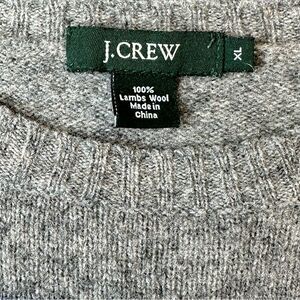 J.CREW
XL
100%
Lambs Wool
Made in
China